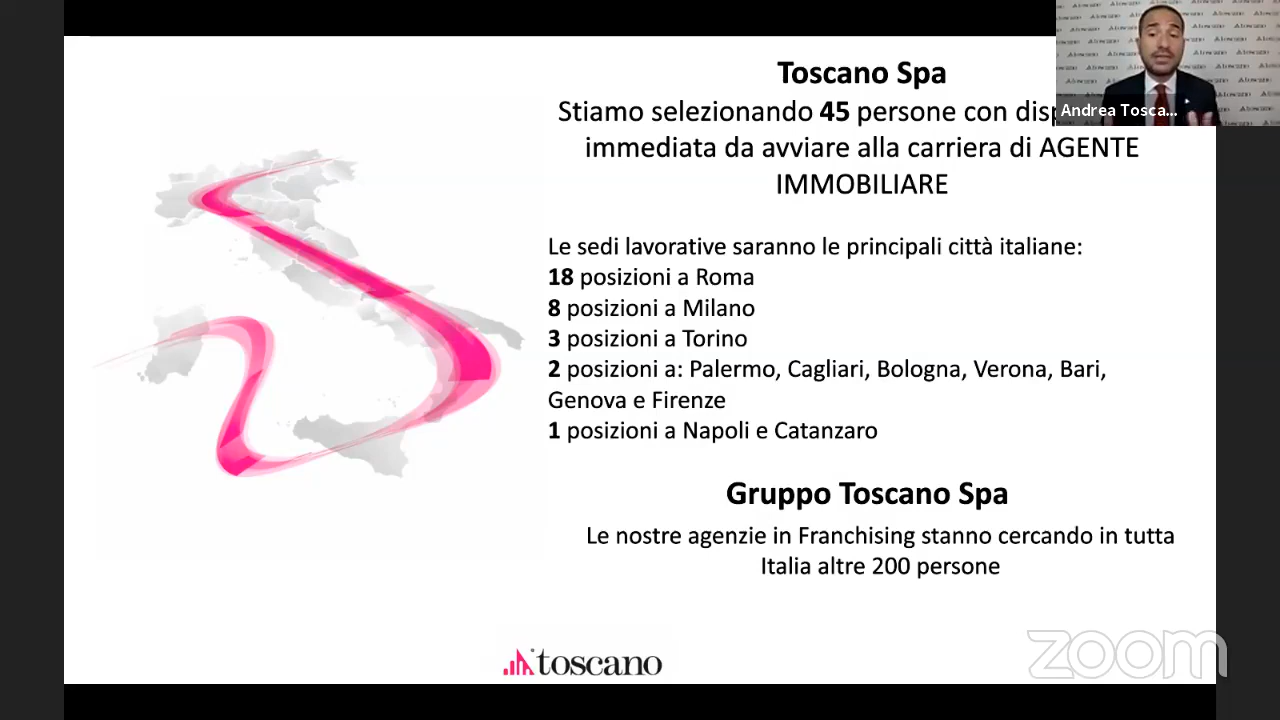 Toscano Spa
Stiamo selezionando 45 persone con
immediata da avviare alla carriera di AGENTE
IMMOBILIARE
Andrea Tosca...
Le sedi lavorative saranno le principali città italiane:
18 posizioni a Roma
8 posizioni a Milano
3 posizioni a Torino
2 posizioni a: Palermo, Cagliari, Bologna, Verona, Bari,
Genova e Firenze
1 posizioni a Napoli e Catanzaro
Gruppo Toscano Spa
Le nostre agenzie in Franchising stanno cercando in tutta
Italia altre 200 persone
toscano
zoom